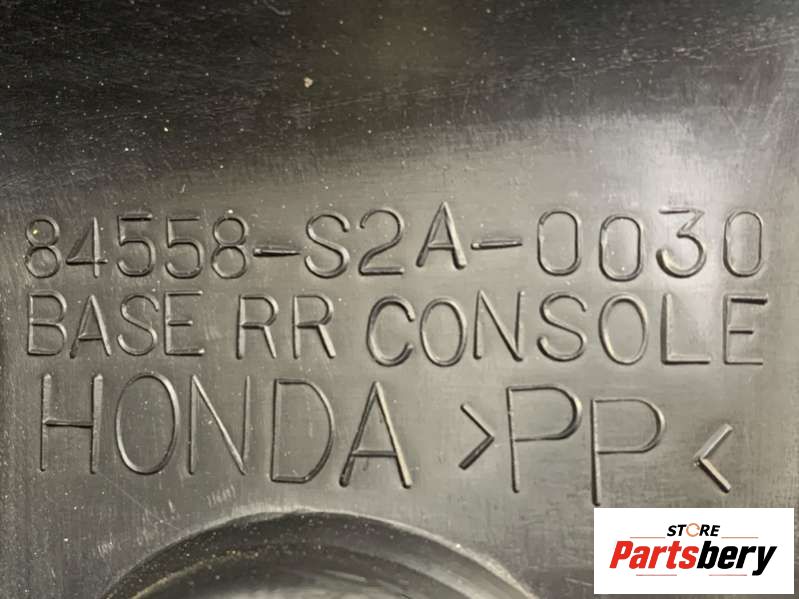 84558-S2A-0030
BASE RR CONSOLE
HONDA >PP<
STORE
Partsbery